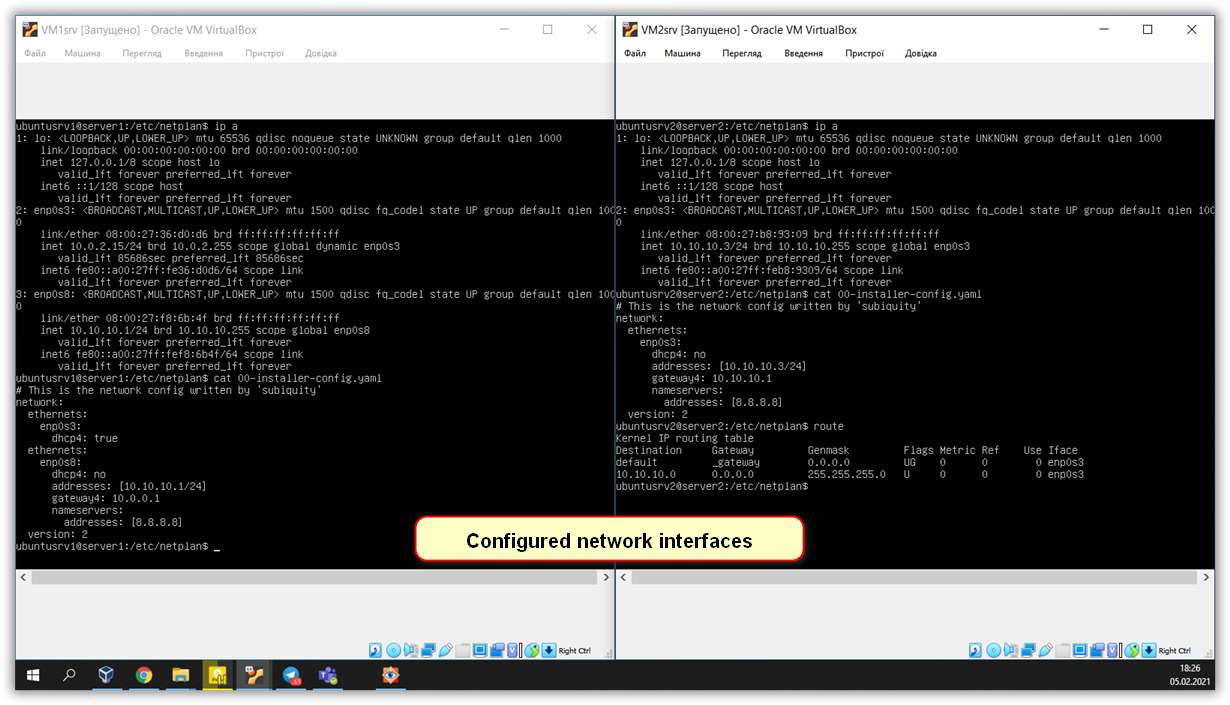 VM1srv [Запущено] - Oracle VM VirtualBox
Файл Машина Перегляд Введення Пристрої Довідка
ubuntusrv1@server1:/etc/netplan$ ip a
1: lo: <LOOPBACK,UP,LOWER_UP> mtu 65536 qdisc noqueue state UNKNOWN group default qlen 1000
link/loopback 00:00:00:00:00:00 brd 00:00:00:00:00:00
inet 127.0.0.1/8 scope host lo
valid_lft forever preferred_lft forever
inet6 ::1/128 scope host
valid_lft forever preferred_lft forever
2: enp0s3: <BROADCAST,MULTICAST,UP,LOWER_UP> mtu 1500 qdisc fq_codel state UP group default qlen 100
0
link/ether 08:00:27:36:d0:d6 brd ff:ff:ff:ff:ff:ff
inet 10.0.2.15/24 brd 10.0.2.255 scope global dynamic enp0s3
valid_lft 85686sec preferred_lft 85686sec
inet6 fe80::a00:27ff:fe36:d0d6/64 scope link
valid_lft forever preferred_lft forever
3: enp0s8: <BROADCAST,MULTICAST,UP,LOWER_UP> mtu 1500 qdisc fq_codel state UP group default qlen 100
0
link/ether 08:00:27:f8:6b:4f brd ff:ff:ff:ff:ff:ff
inet 10.10.10.1/24 brd 10.10.10.255 scope global enp0s8
valid_lft forever preferred_lft forever
inet6 fe80::a00:27ff:fef8:6b4f/64 scope link
valid_lft forever preferred_lft forever
ubuntusrv1@server1:/etc/netplan$ cat 00-installer-config.yaml
# This is the network config written by 'subiquity'
network:
ethernets:
enp0s3:
dhcp4: true
ethernets:
enp0s8:
dhcp4: no
addresses: [10.10.10.1/24]
gateway4: 10.0.0.1
nameservers:
addresses: [8.8.8.8]
version: 2
ubuntusrv1@server1:/etc/netplan$ _
Right Ctrl
VM2srv [Запущено] - Oracle VM VirtualBox
Файл Машина Перегляд Введення Пристрої Довідка
ubuntusrv2@server2:/etc/netplan$ ip a
1: lo: <LOOPBACK,UP,LOWER_UP> mtu 65536 qdisc noqueue state UNKNOWN group default qlen 1000
link/loopback 00:00:00:00:00:00 brd 00:00:00:00:00:00
inet 127.0.0.1/8 scope host lo
valid_lft forever preferred_lft forever
inet6 ::1/128 scope host
valid_lft forever preferred_lft forever
2: enp0s3: <BROADCAST,MULTICAST,UP,LOWER_UP> mtu 1500 qdisc fq_codel state UP group default qlen 100
0
link/ether 08:00:27:b8:93:09 brd ff:ff:ff:ff:ff:ff
inet 10.10.10.3/24 brd 10.10.10.255 scope global enp0s3
valid_lft forever preferred_lft forever
inet6 fe80::a00:27ff:feb8:9309/64 scope link
valid_lft forever preferred_lft forever
ubuntusrv2@server2:/etc/netplan$ cat 00-installer-config.yaml
# This is the network config written by 'subiquity'
network:
ethernets:
enp0s3:
dhcp4: no
addresses: [10.10.10.3/24]
gateway4: 10.10.10.1
nameservers:
addresses: [8.8.8.8]
version: 2
ubuntusrv2@server2:/etc/netplan$ route
Kernel IP routing table
Destination Gateway Genmask Flags Metric Ref Use Iface
default _gateway 0.0.0.0 UG 0 0 0 enp0s3
10.10.10.0 0.0.0.0 255.255.255.0 U 0 0 0 enp0s3
ubuntusrv2@server2:/etc/netplan$
Right Ctrl
Configured network interfaces
18:26
05.02.2021